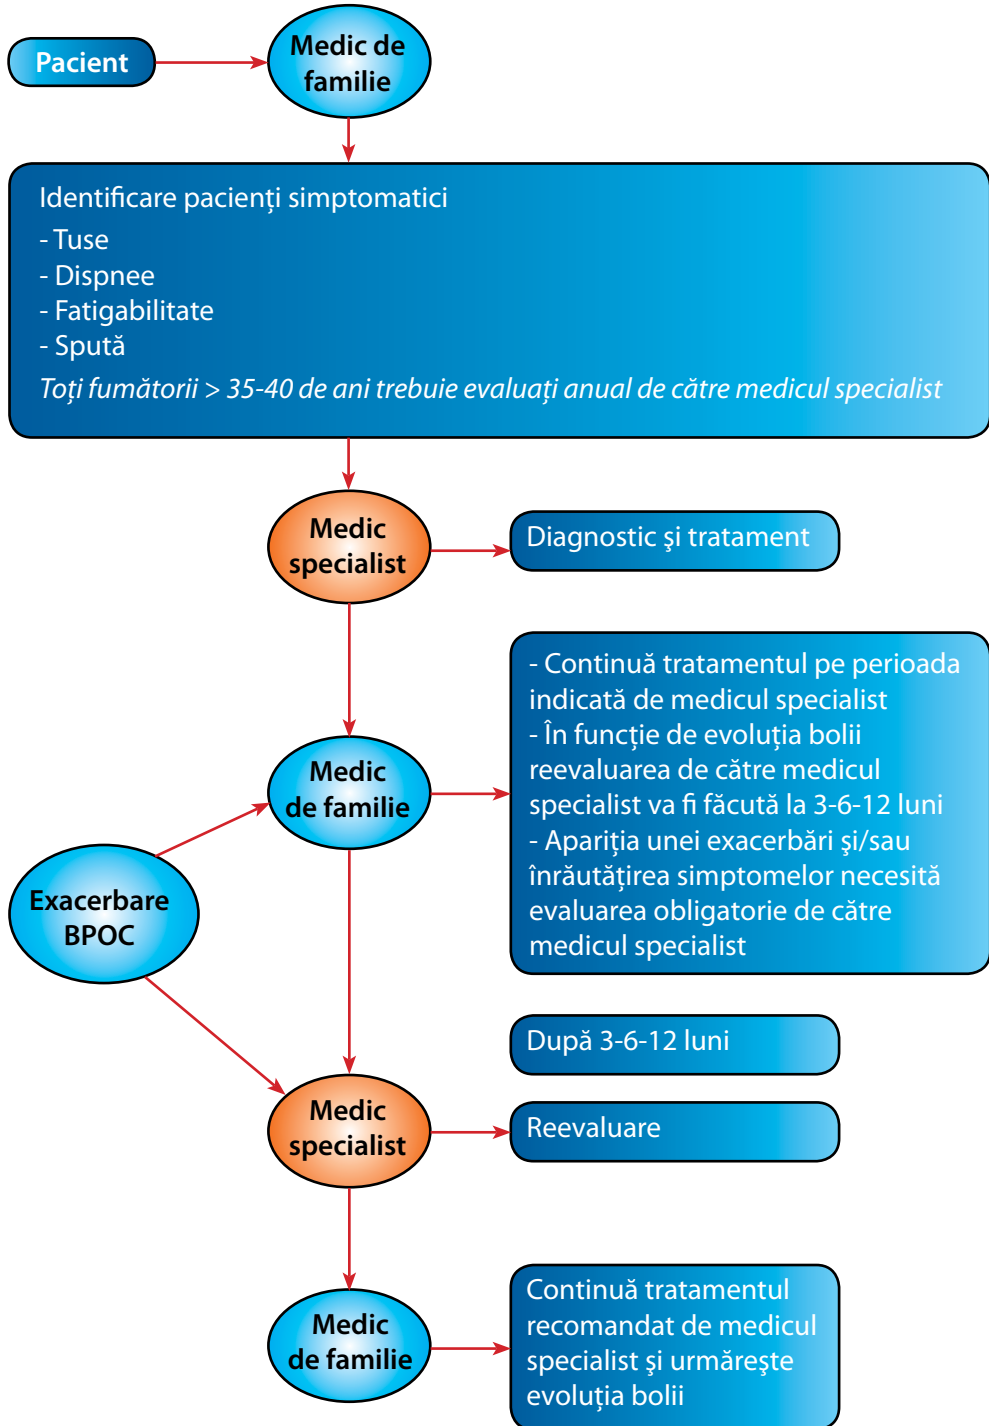 Pacient
Medic de
familie
Identificare pacienți simptomatici
- Tuse
- Dispnee
- Fatigabilitate
- Spută
Toți fumătorii > 35-40 de ani trebuie evaluați anual de către medicul specialist
Medic
specialist
Diagnostic şi tratament
Medic
de familie
- Continuă tratamentul pe perioada
indicată de medicul specialist
- În funcție de evoluția bolii
reevaluarea de către medicul
specialist va fi făcută la 3-6-12 luni
- Apariția unei exacerbări şi/sau
înrăutățirea simptomelor necesită
evaluarea obligatorie de către
medicul specialist
Exacerbare
BPOC
După 3-6-12 luni
Medic
specialist
Reevaluare
Medic
de familie
Continuă tratamentul
recomandat de medicul
specialist şi urmăreşte
evoluția bolii